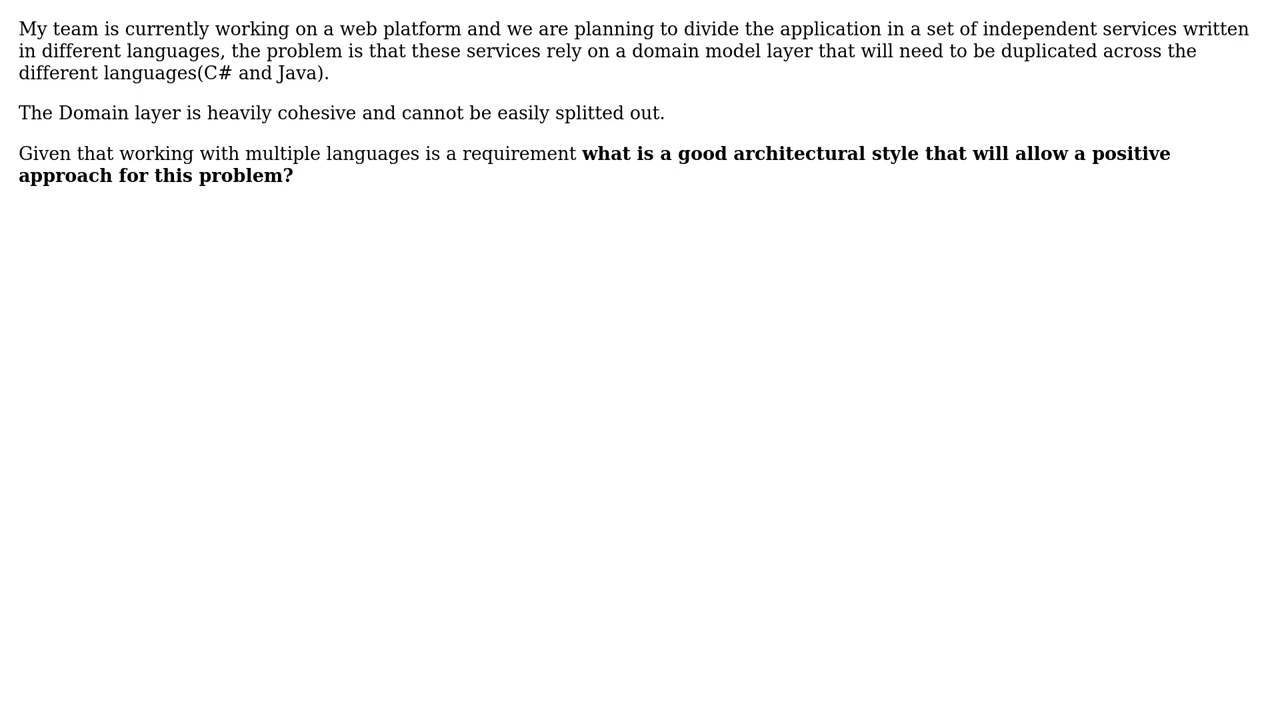 My team is currently working on a web platform and we are planning to divide the application in a set of independent services written
in different languages, the problem is that these services rely on a domain model layer that will need to be duplicated across the
different languages(C# and Java).
The Domain layer is heavily cohesive and cannot be easily splitted out.
Given that working with multiple languages is a requirement what is a good architectural style that will allow a positive
approach for this problem?